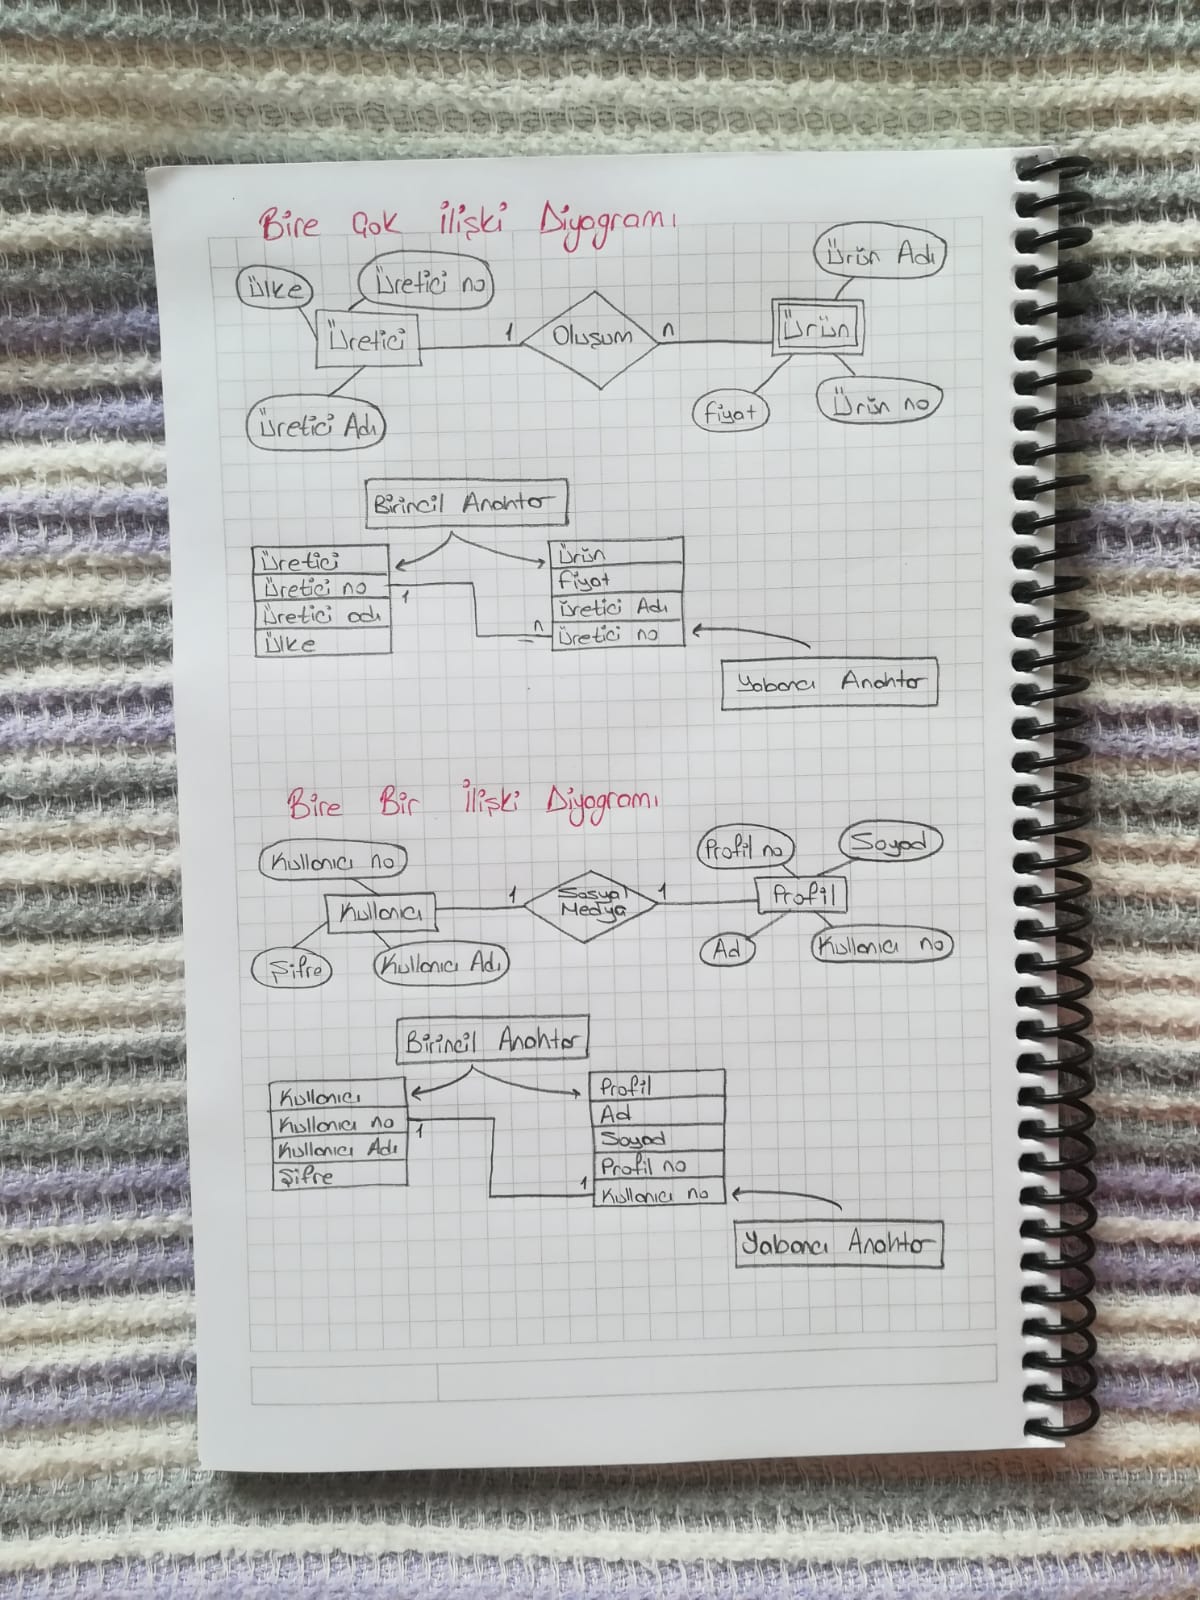 Bire Çok İlişki Diyagramı
Ülke
Üretici no
Ürün Adı
Üretici
1
Oluşum
n
Ürün
Üretici Adı
Fiyat
Ürün no
Birincil Anahtar
Üretici
Üretici no
Üretici adı
Ülke
1
n
Ürün
Fiyat
Üretici Adı
Üretici no
Yabancı Anahtar
Bire Bir İlişki Diyagramı
Kullanıcı no
Profil no
Soyad
Kullanıcı
1
Sosyal
Medya
1
Profil
Şifre
Kullanıcı Adı
Ad
Kullanıcı no
Birincil Anahtar
Kullanıcı
Kullanıcı no
Kullanıcı Adı
Şifre
1
1
Profil
Ad
Soyad
Profil no
Kullanıcı no
Yabancı Anahtar